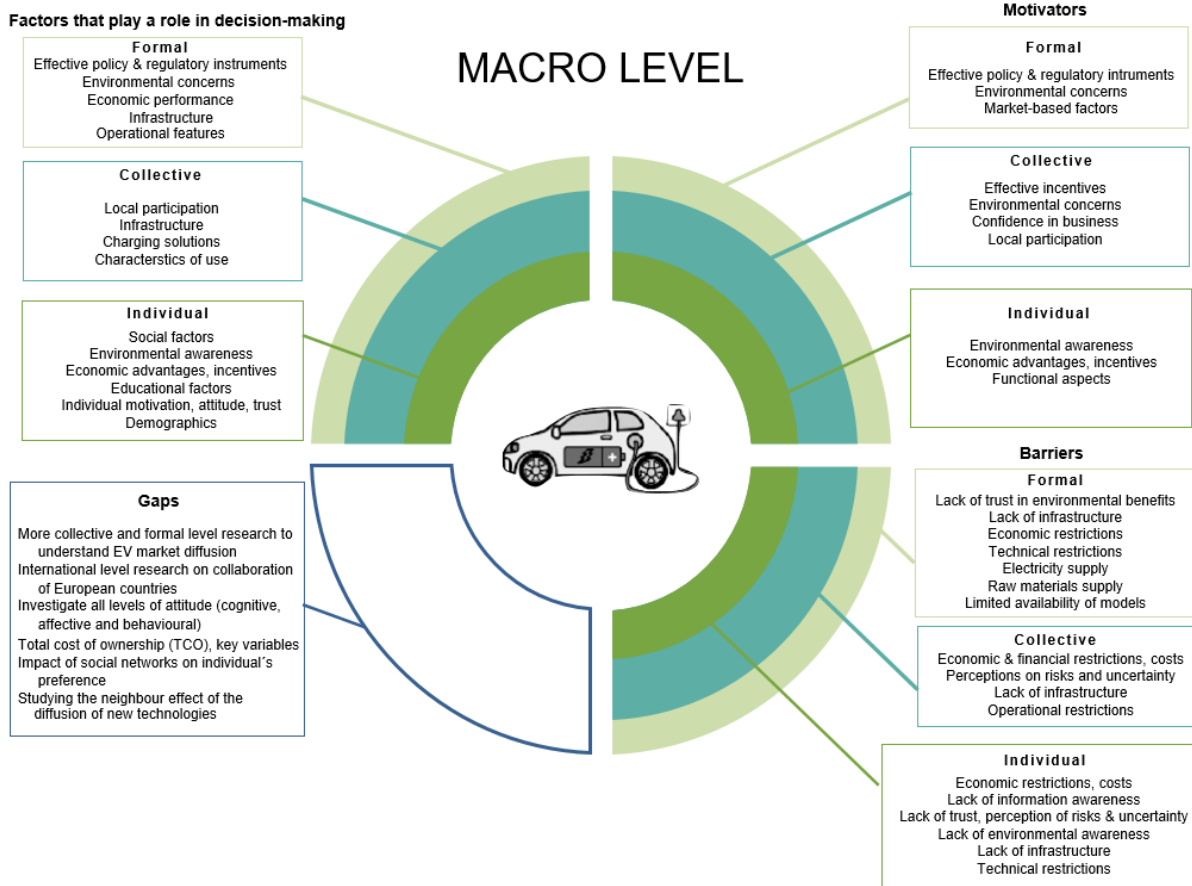 MACRO LEVEL
Factors that play a role in decision-making
Formal
Effective policy & regulatory instruments
Environmental concerns
Economic performance
Infrastructure
Operational features
Collective
Local participation
Infrastructure
Charging solutions
Characterstics of use
Individual
Social factors
Environmental awareness
Economic advantages, incentives
Educational factors
Individual motivation, attitude, trust
Demographics
Gaps
More collective and formal level research to
understand EV market diffusion
International level research on collaboration
of European countries
Investigate all levels of attitude (cognitive,
affective and behavioural)
Total cost of ownership (TCO), key variables
Impact of social networks on individual´s
preference
Studying the neighbour effect of the
diffusion of new technologies
Motivators
Formal
Effective policy & regulatory intruments
Environmental concerns
Market-based factors
Collective
Effective incentives
Environmental concerns
Confidence in business
Local participation
Individual
Environmental awareness
Economic advantages, incentives
Functional aspects
Barriers
Formal
Lack of trust in environmental benefits
Lack of infrastructure
Economic restrictions
Technical restrictions
Electricity supply
Raw materials supply
Limited availability of models
Collective
Economic & financial restrictions, costs
Perceptions on risks and uncertainty
Lack of infrastructure
Operational restrictions
Individual
Economic restrictions, costs
Lack of information awareness
Lack of trust, perception of risks & uncertainty
Lack of environmental awareness
Lack of infrastructure
Technical restrictions